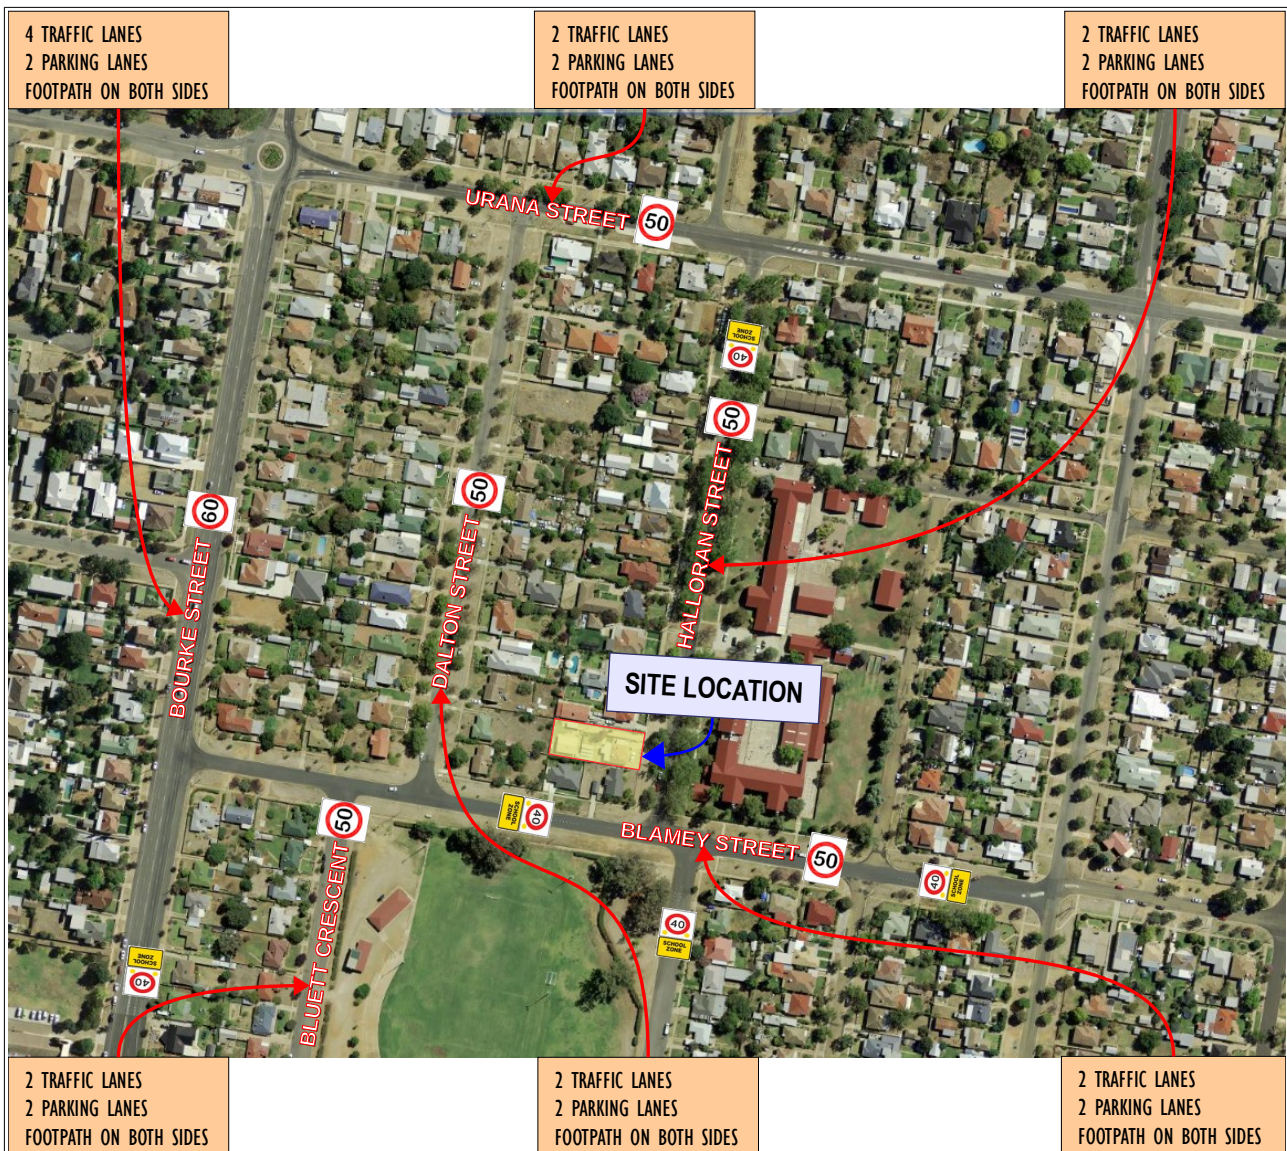 4 TRAFFIC LANES
2 PARKING LANES
FOOTPATH ON BOTH SIDES
2 TRAFFIC LANES
2 PARKING LANES
FOOTPATH ON BOTH SIDES
2 TRAFFIC LANES
2 PARKING LANES
FOOTPATH ON BOTH SIDES
URANA STREET
50
SCHOOL
ZONE
40
50
HALLORAN STREET
50
DALTON STREET
60
BOURKE STREET
SITE LOCATION
SCHOOL
ZONE
40
50
BLUETT CRESCENT
BLAMEY STREET
50
40
SCHOOL
ZONE
40
SCHOOL
ZONE
SCHOOL
ZONE
40
2 TRAFFIC LANES
2 PARKING LANES
FOOTPATH ON BOTH SIDES
2 TRAFFIC LANES
2 PARKING LANES
FOOTPATH ON BOTH SIDES
2 TRAFFIC LANES
2 PARKING LANES
FOOTPATH ON BOTH SIDES